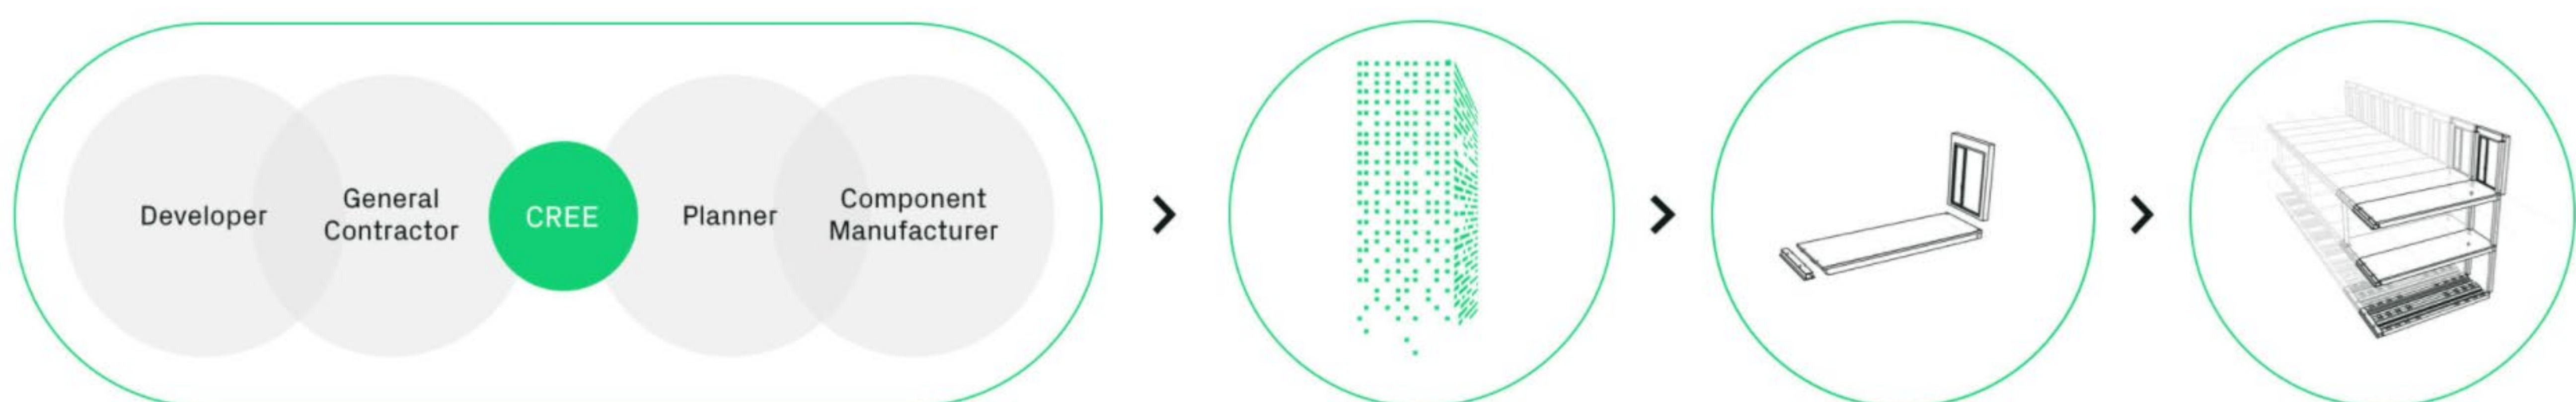 Developer
General
Contractor
CREE
Planner
Component
Manufacturer